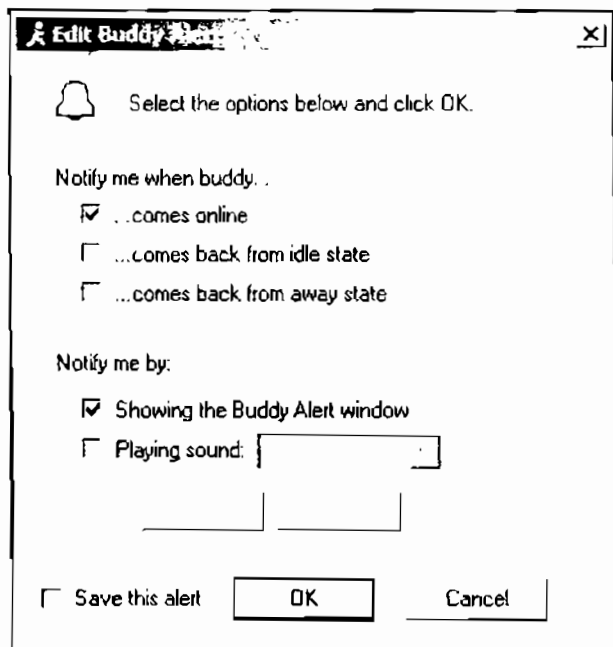 Edit Buddy Alert
Select the options below and click OK.
Notify me when buddy. .
. .comes online
...comes back from idle state
...comes back from away state
Notify me by:
Showing the Buddy Alert window
Playing sound:
Save this alert
OK
Cancel